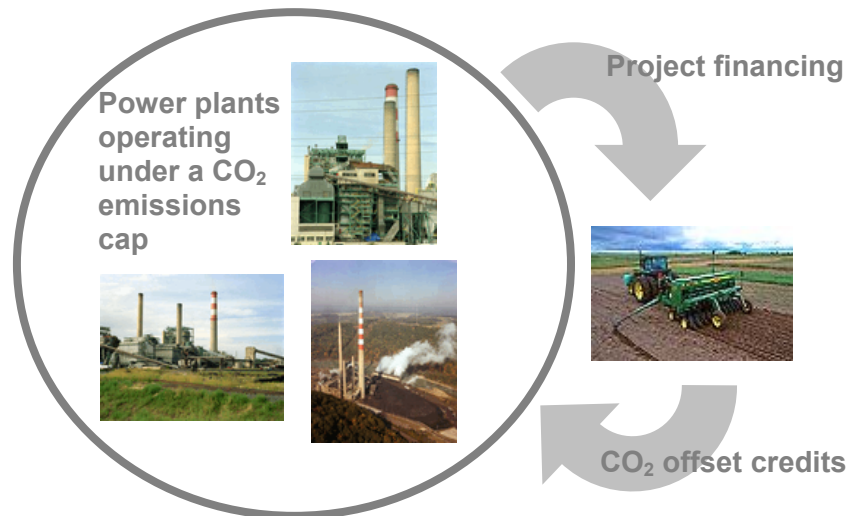 Power plants
operating
under a CO₂
emissions
cap
Project financing
CO₂ offset credits